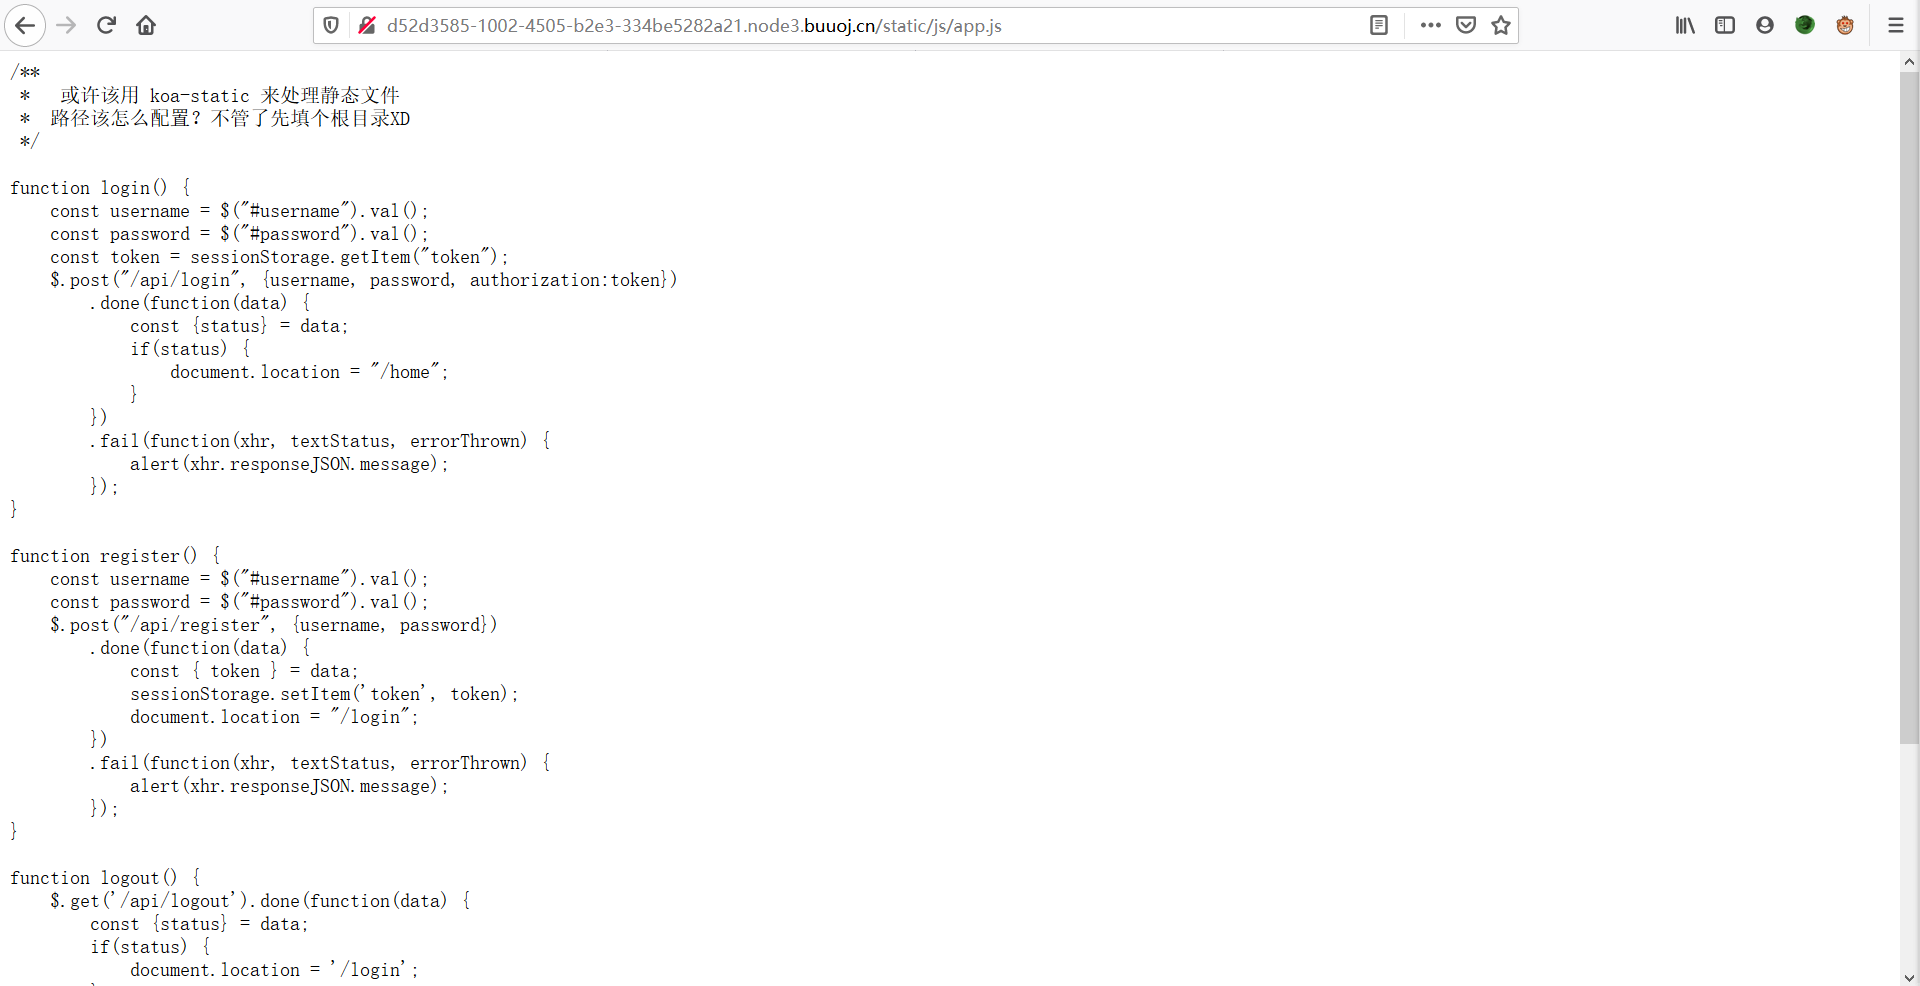 d52d3585-1002-4505-b2e3-334be5282a21.node3.buuoj.cn/static/js/app.js
/**
 *   或许该用 koa-static 来处理静态文件
 *  路径该怎么配置？不管了先填个根目录XD
 */

function login() {
    const username = $("#username").val();
    const password = $("#password").val();
    const token = sessionStorage.getItem("token");
    $.post("/api/login", {username, password, authorization:token})
        .done(function(data) {
            const {status} = data;
            if(status) {
                document.location = "/home";
            }
        })
        .fail(function(xhr, textStatus, errorThrown) {
            alert(xhr.responseJSON.message);
        });
}

function register() {
    const username = $("#username").val();
    const password = $("#password").val();
    $.post("/api/register", {username, password})
        .done(function(data) {
            const { token } = data;
            sessionStorage.setItem('token', token);
            document.location = "/login";
        })
        .fail(function(xhr, textStatus, errorThrown) {
            alert(xhr.responseJSON.message);
        });
}

function logout() {
    $.get('/api/logout').done(function(data) {
        const {status} = data;
        if(status) {
            document.location = '/login';